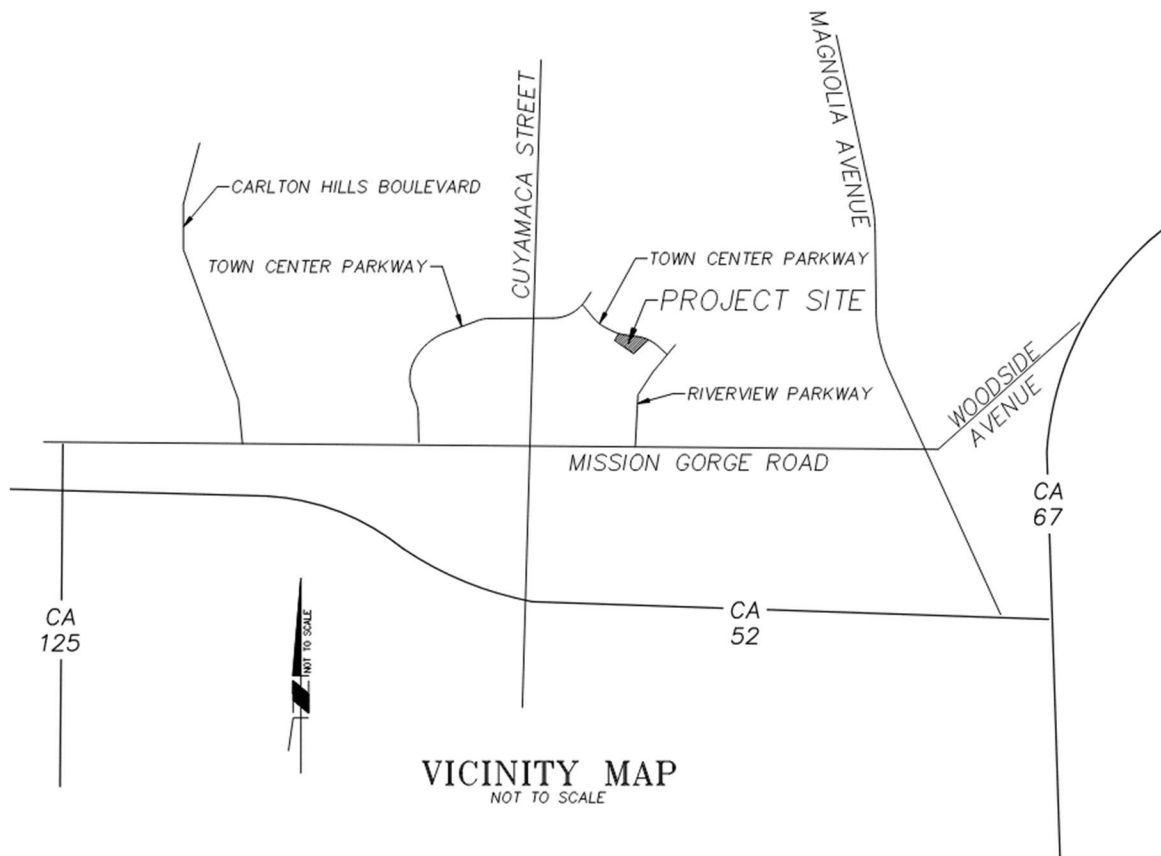 MAGNOLIA AVENUE
CUYAMACA STREET
CARLTON HILLS BOULEVARD
TOWN CENTER PARKWAY
TOWN CENTER PARKWAY
PROJECT SITE
RIVERVIEW PARKWAY
WOODSIDE
AVENUE
MISSION GORGE ROAD
CA
67
CA
125
CA
52
NOT TO SCALE
VICINITY MAP
NOT TO SCALE